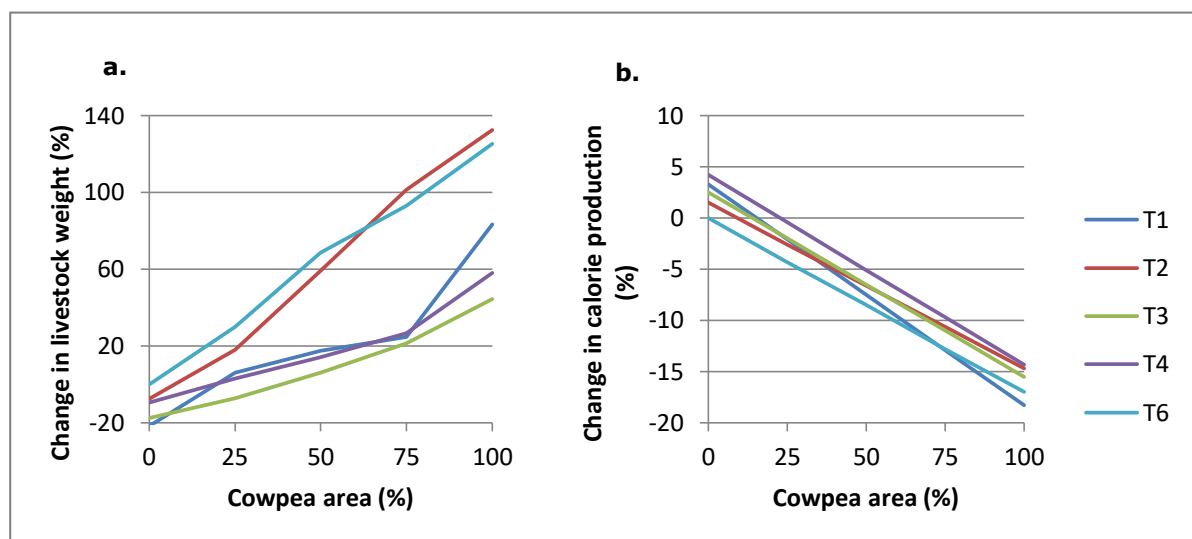 a.
Change in livestock weight (%)
140
100
60
20
-20
0 25 50 75 100
Cowpea area (%)
b.
Change in calorie production
(%)
10
5
0
-5
-10
-15
-20
0 25 50 75 100
Cowpea area (%)
T1
T2
T3
T4
T6